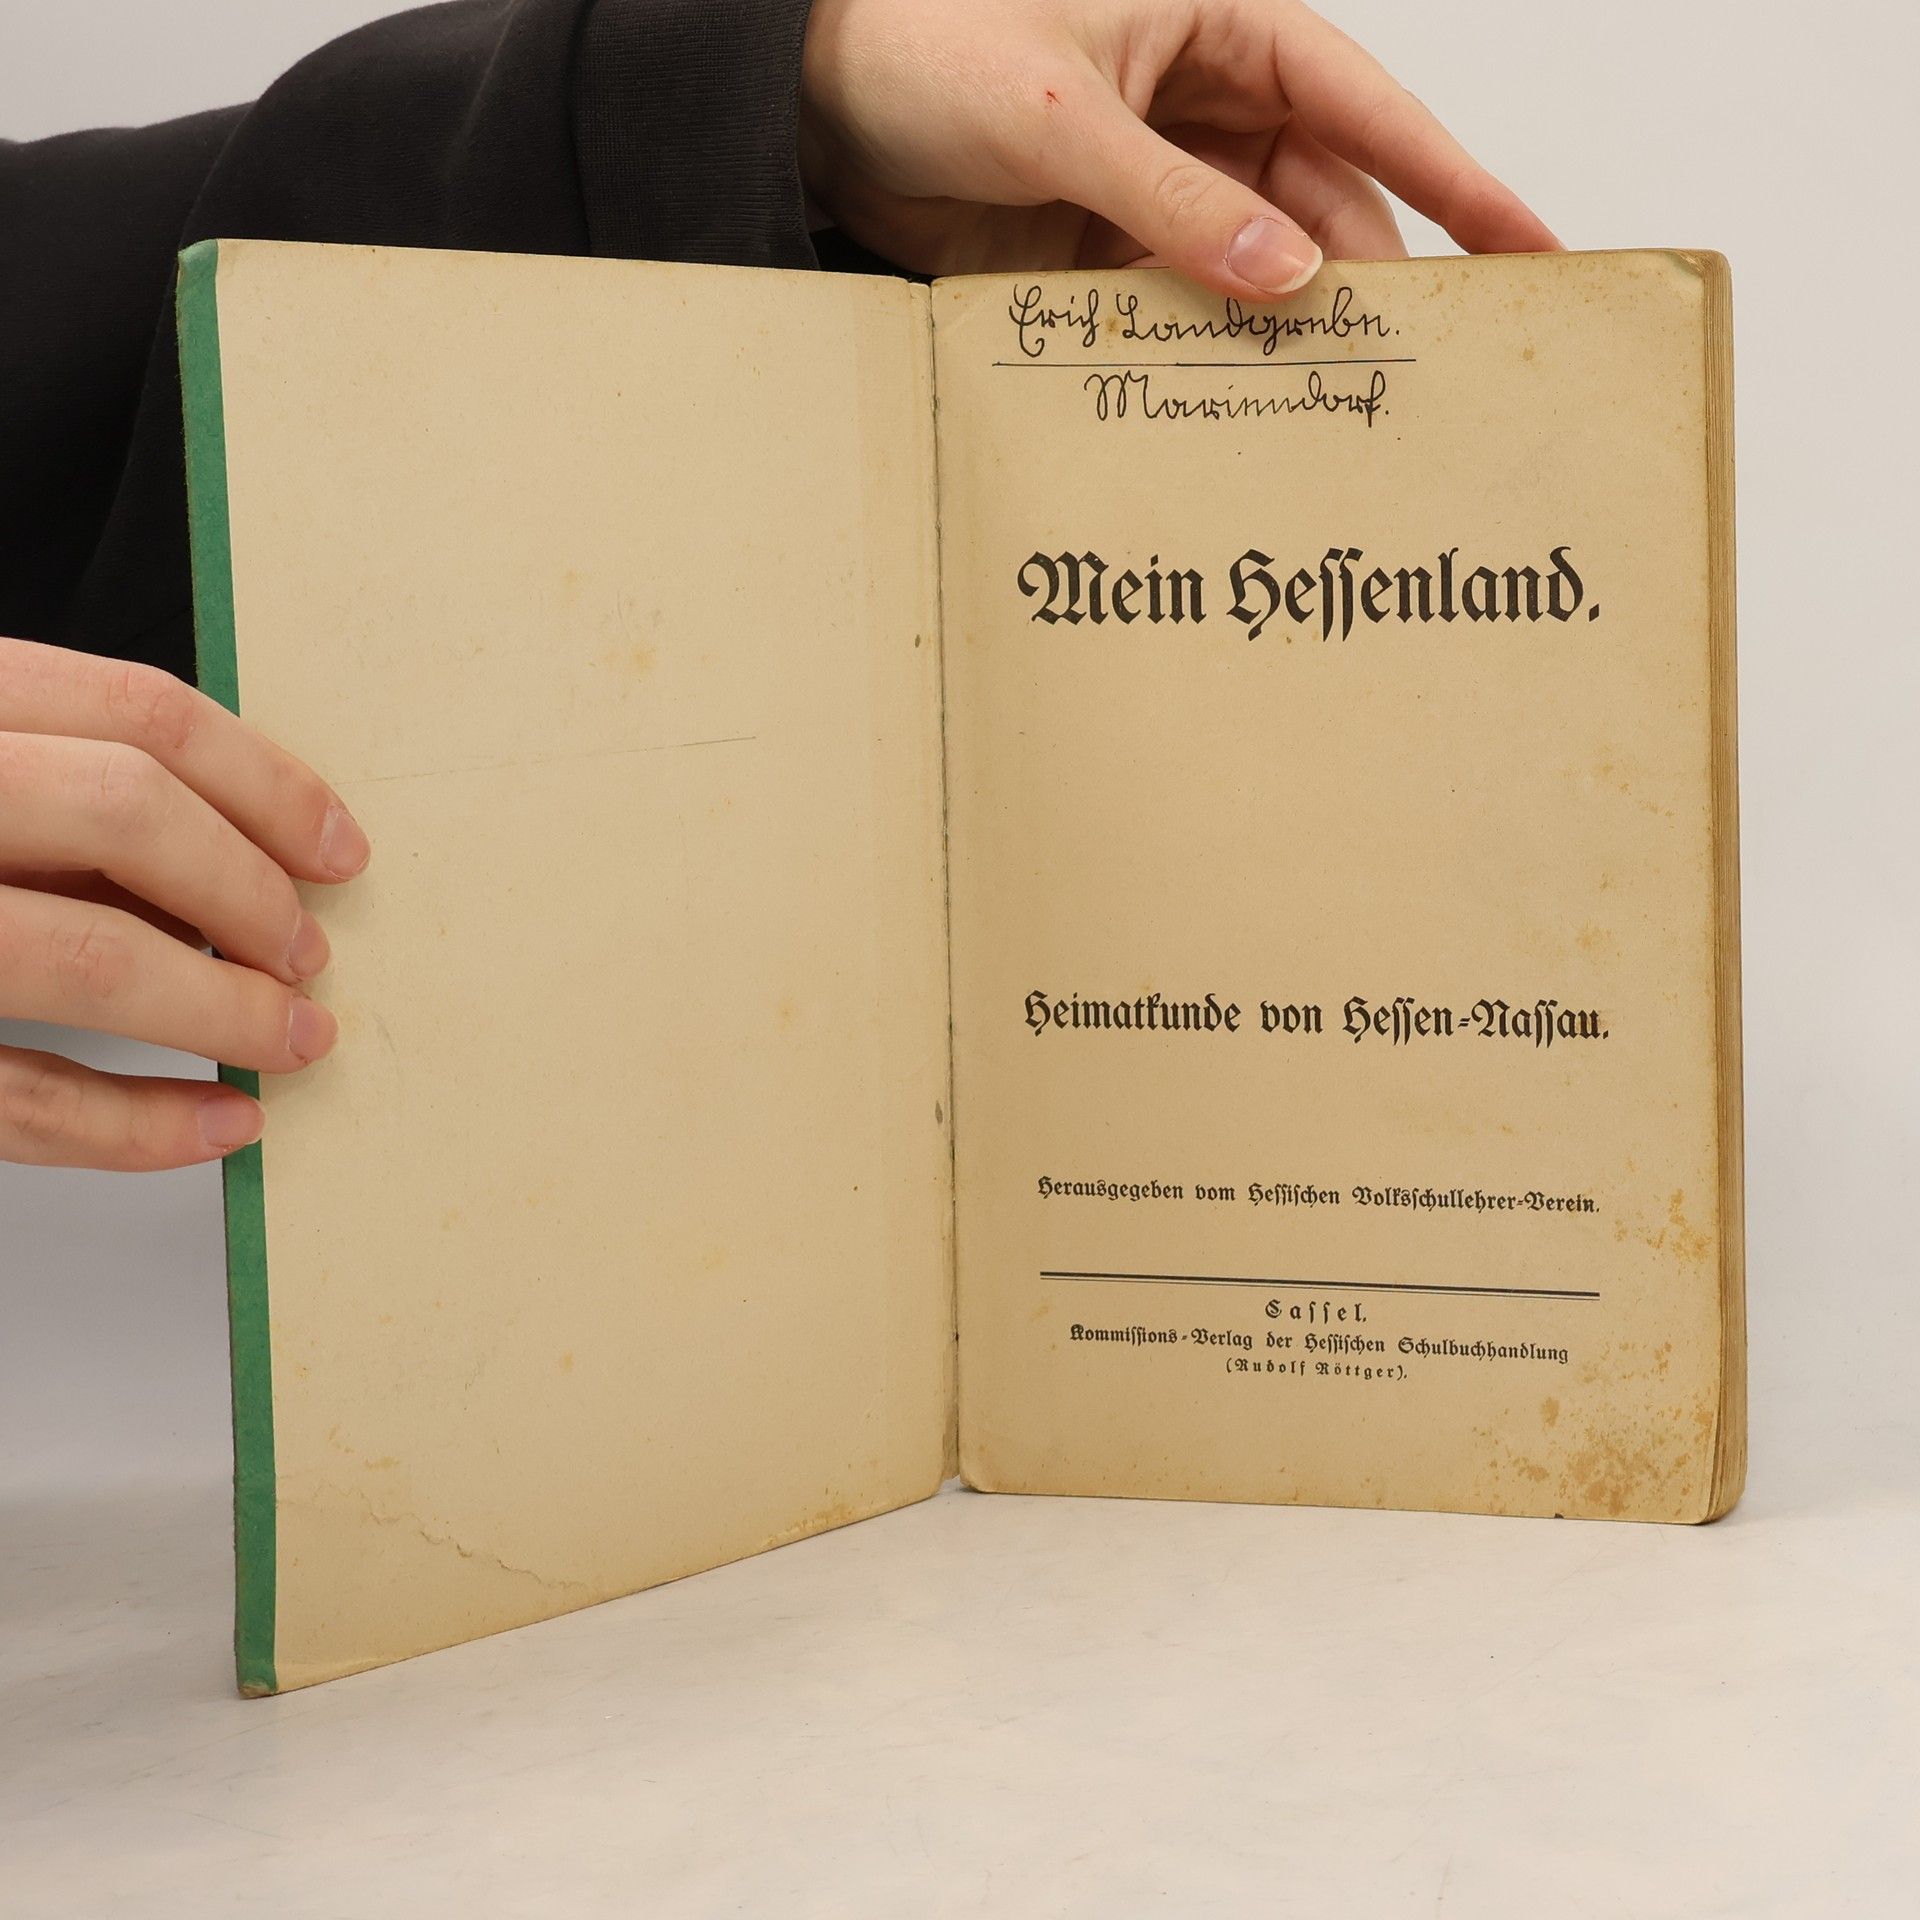 Erich Landgrebe.
Mariendorf.
Mein Hessenland.
Heimatkunde von Hessen-Nassau.
Herausgegeben vom Hessischen Volksschullehrer-Verein.
Cassel.
Kommissions-Verlag der Hessischen Schulbuchhandlung
(Rudolf Röttger).